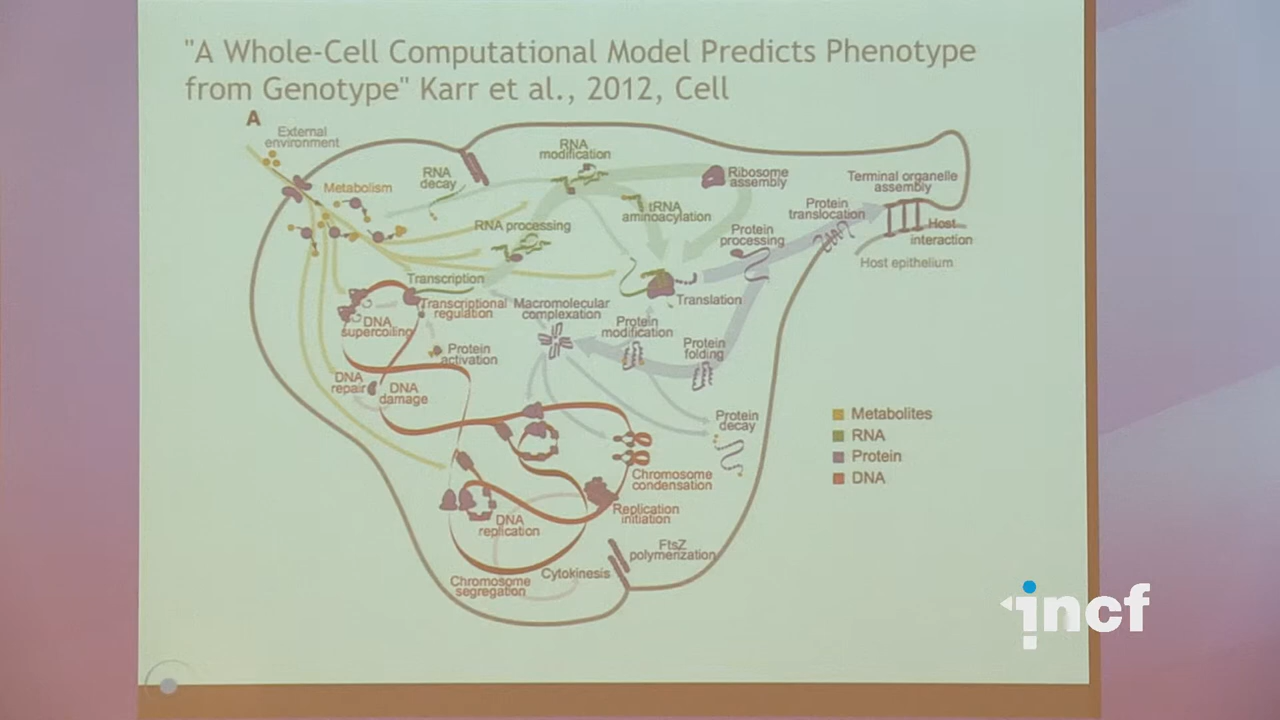 "A Whole-Cell Computational Model Predicts Phenotype
from Genotype" Karr et al., 2012, Cell
A
External
environment
Metabolism
RNA
decay
RNA
modification
Ribosome
assembly
Terminal organelle
assembly
tRNA
aminoacylation
Protein
translocation
RNA processing
Protein
processing
Host
interaction
Host epithelium
Transcription
Transcriptional
regulation
Macromolecular
complexation
Translation
DNA
supercoiling
Protein
modification
Protein
folding
Protein
activation
DNA
repair
DNA
damage
Protein
decay
Metabolites
RNA
Protein
DNA
Chromosome
condensation
Replication
initiation
DNA
replication
FtsZ
polymerization
Cytokinesis
Chromosome
segregation
incf